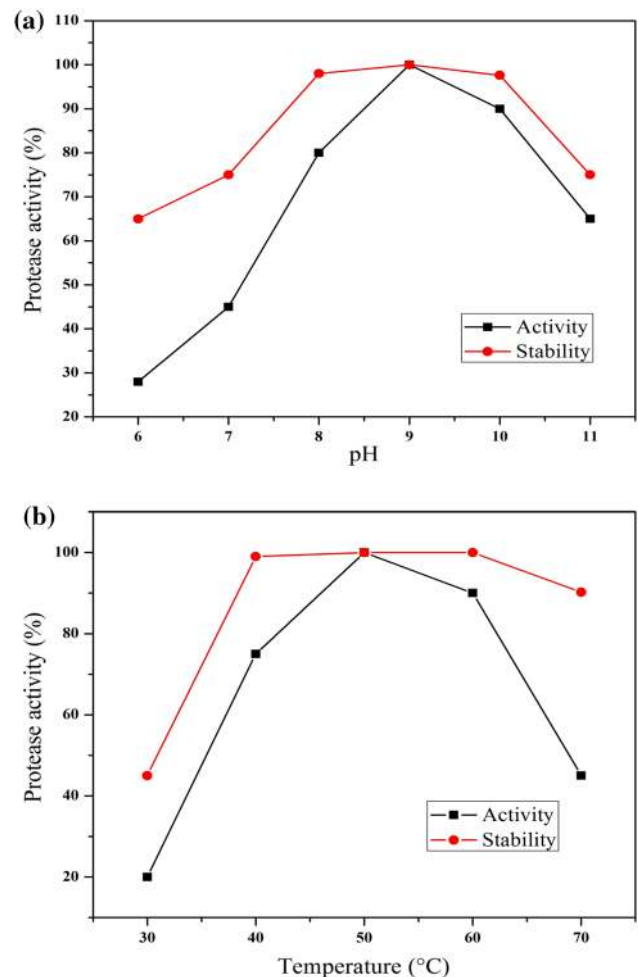 (a)
110
100
90
80
70
60
50
40
30
20
Protease activity (%)
6 7 8 9 10 11
pH
Activity
Stability
(b)
100
80
60
40
20
Protease activity (%)
30 40 50 60 70
Temperature (°C)
Activity
Stability